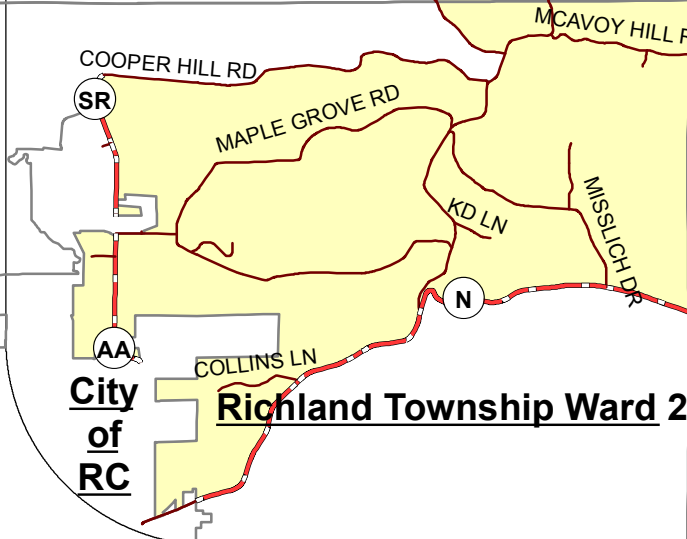 MCAVOY HILL R
COOPER HILL RD
SR
MAPLE GROVE RD
KD LN
MISSLICH DR
N
AA
COLLINS LN
City
of
RC
Richland Township Ward 2